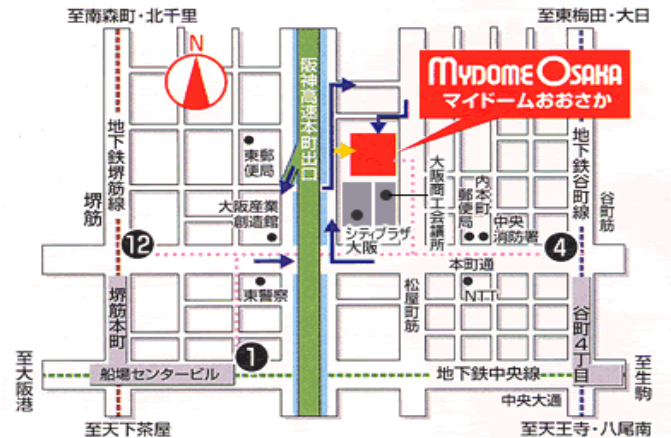 至南森町・北千里
至東梅田・大日
N
MYDOME OSAKA
マイドームおおさか
阪神高速本町出口
地下鉄堺筋線
堺筋
東郵
便局
大阪産業
創造館
大阪商工会議所
内本町
郵便局
中央
消防署
地下鉄谷町線
谷町筋
シティプラザ
大阪
12
4
本町通
東警察
松屋町筋
NTT
堺筋本町
谷町4丁目
1
至大阪港
船場センタービル
地下鉄中央線
至生駒
中央大通
至天下茶屋
至天王寺・八尾南